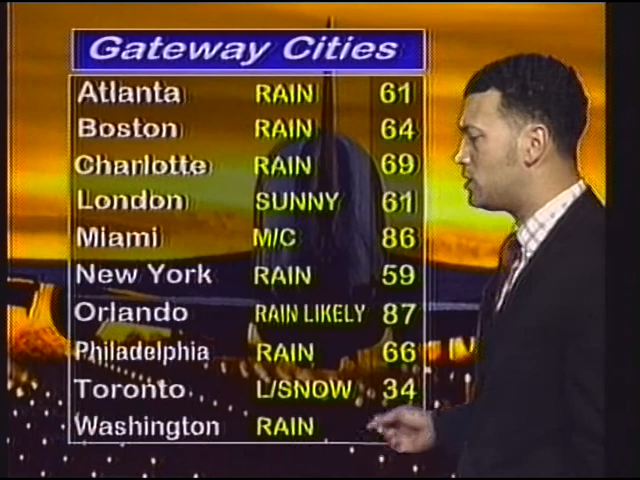 Gateway Cities
Atlanta RAIN 61
Boston RAIN 64
Charlotte RAIN 69
London SUNNY 61
Miami M/C 86
New York RAIN 59
Orlando RAIN LIKELY 87
Philadelphia RAIN 66
Toronto L/SNOW 34
Washington RAIN